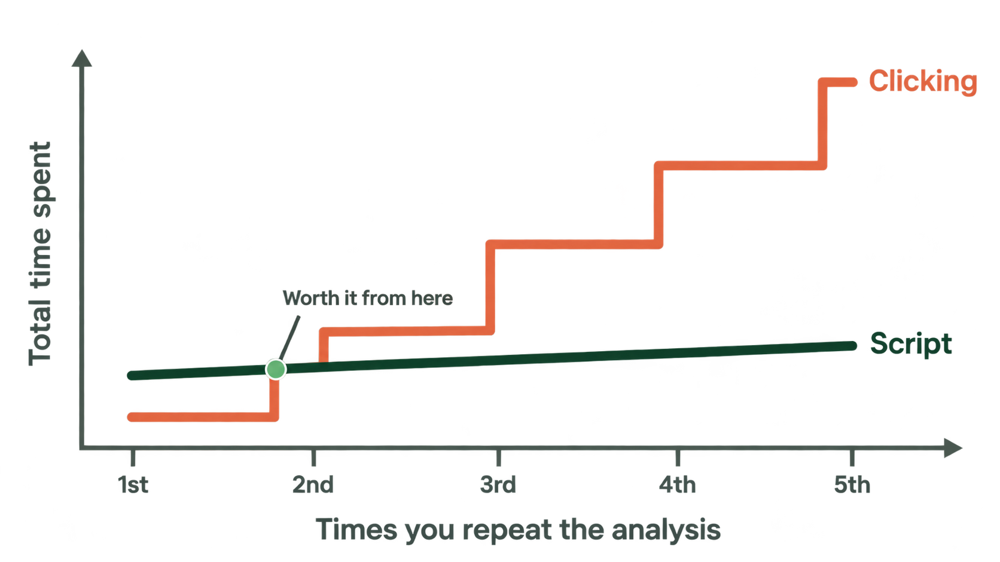 Clicking
Total time spent
Worth it from here
Script
1st
2nd
3rd
4th
5th
Times you repeat the analysis